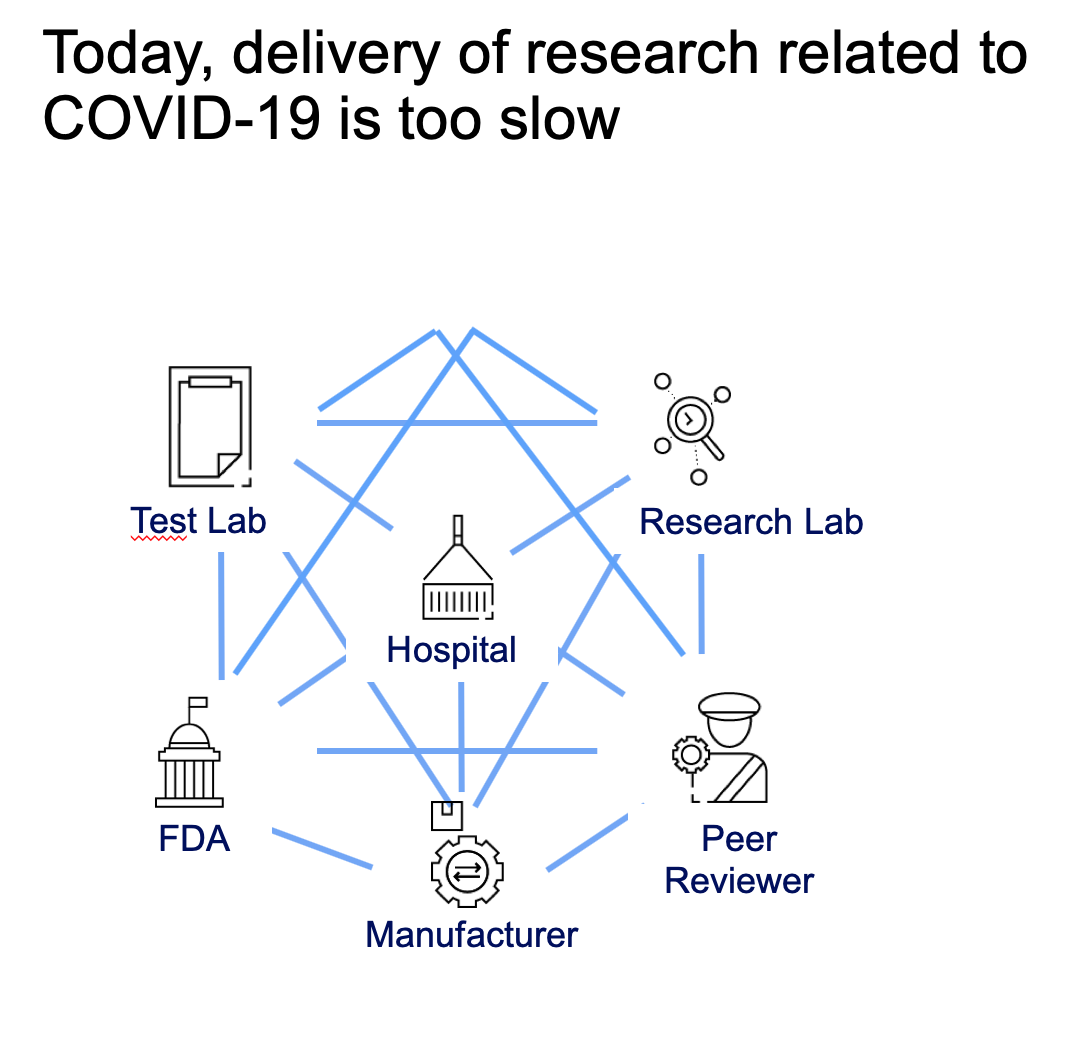 Today, delivery of research related to
COVID-19 is too slow
Test Lab
Research Lab
Hospital
FDA
Peer
Reviewer
Manufacturer